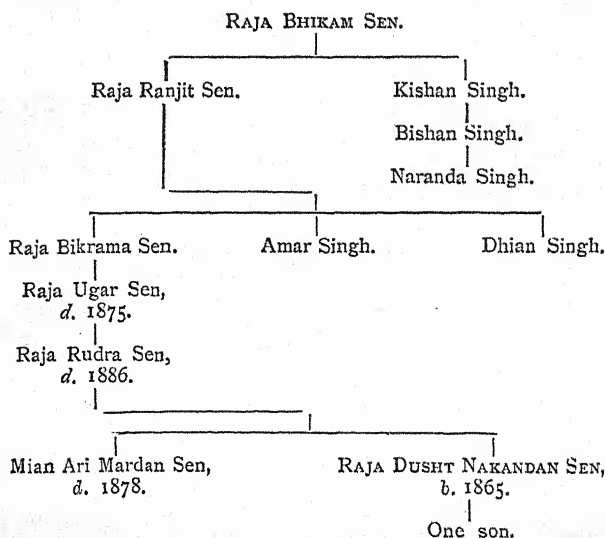 RAJA BHIKAM SEN.
Raja Ranjit Sen.
Kishan Singh.
Bishan Singh.
Naranda Singh.
Raja Bikrama Sen.
Amar Singh.
Dhian Singh.
Raja Ugar Sen,
d. 1875.
Raja Rudra Sen,
d. 1886.
Mian Ari Mardan Sen,
d. 1878.
RAJA DUSHT NAKANDAN SEN,
b. 1865.
One son.